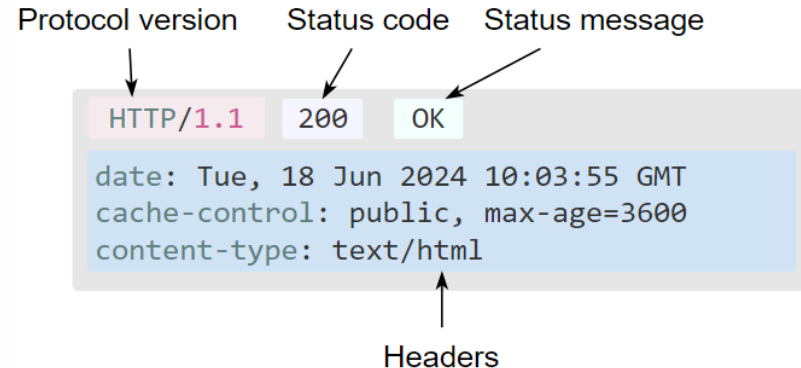 Protocol version Status code Status message
HTTP/1.1 200 OK
date: Tue, 18 Jun 2024 10:03:55 GMT
cache-control: public, max-age=3600
content-type: text/html
Headers